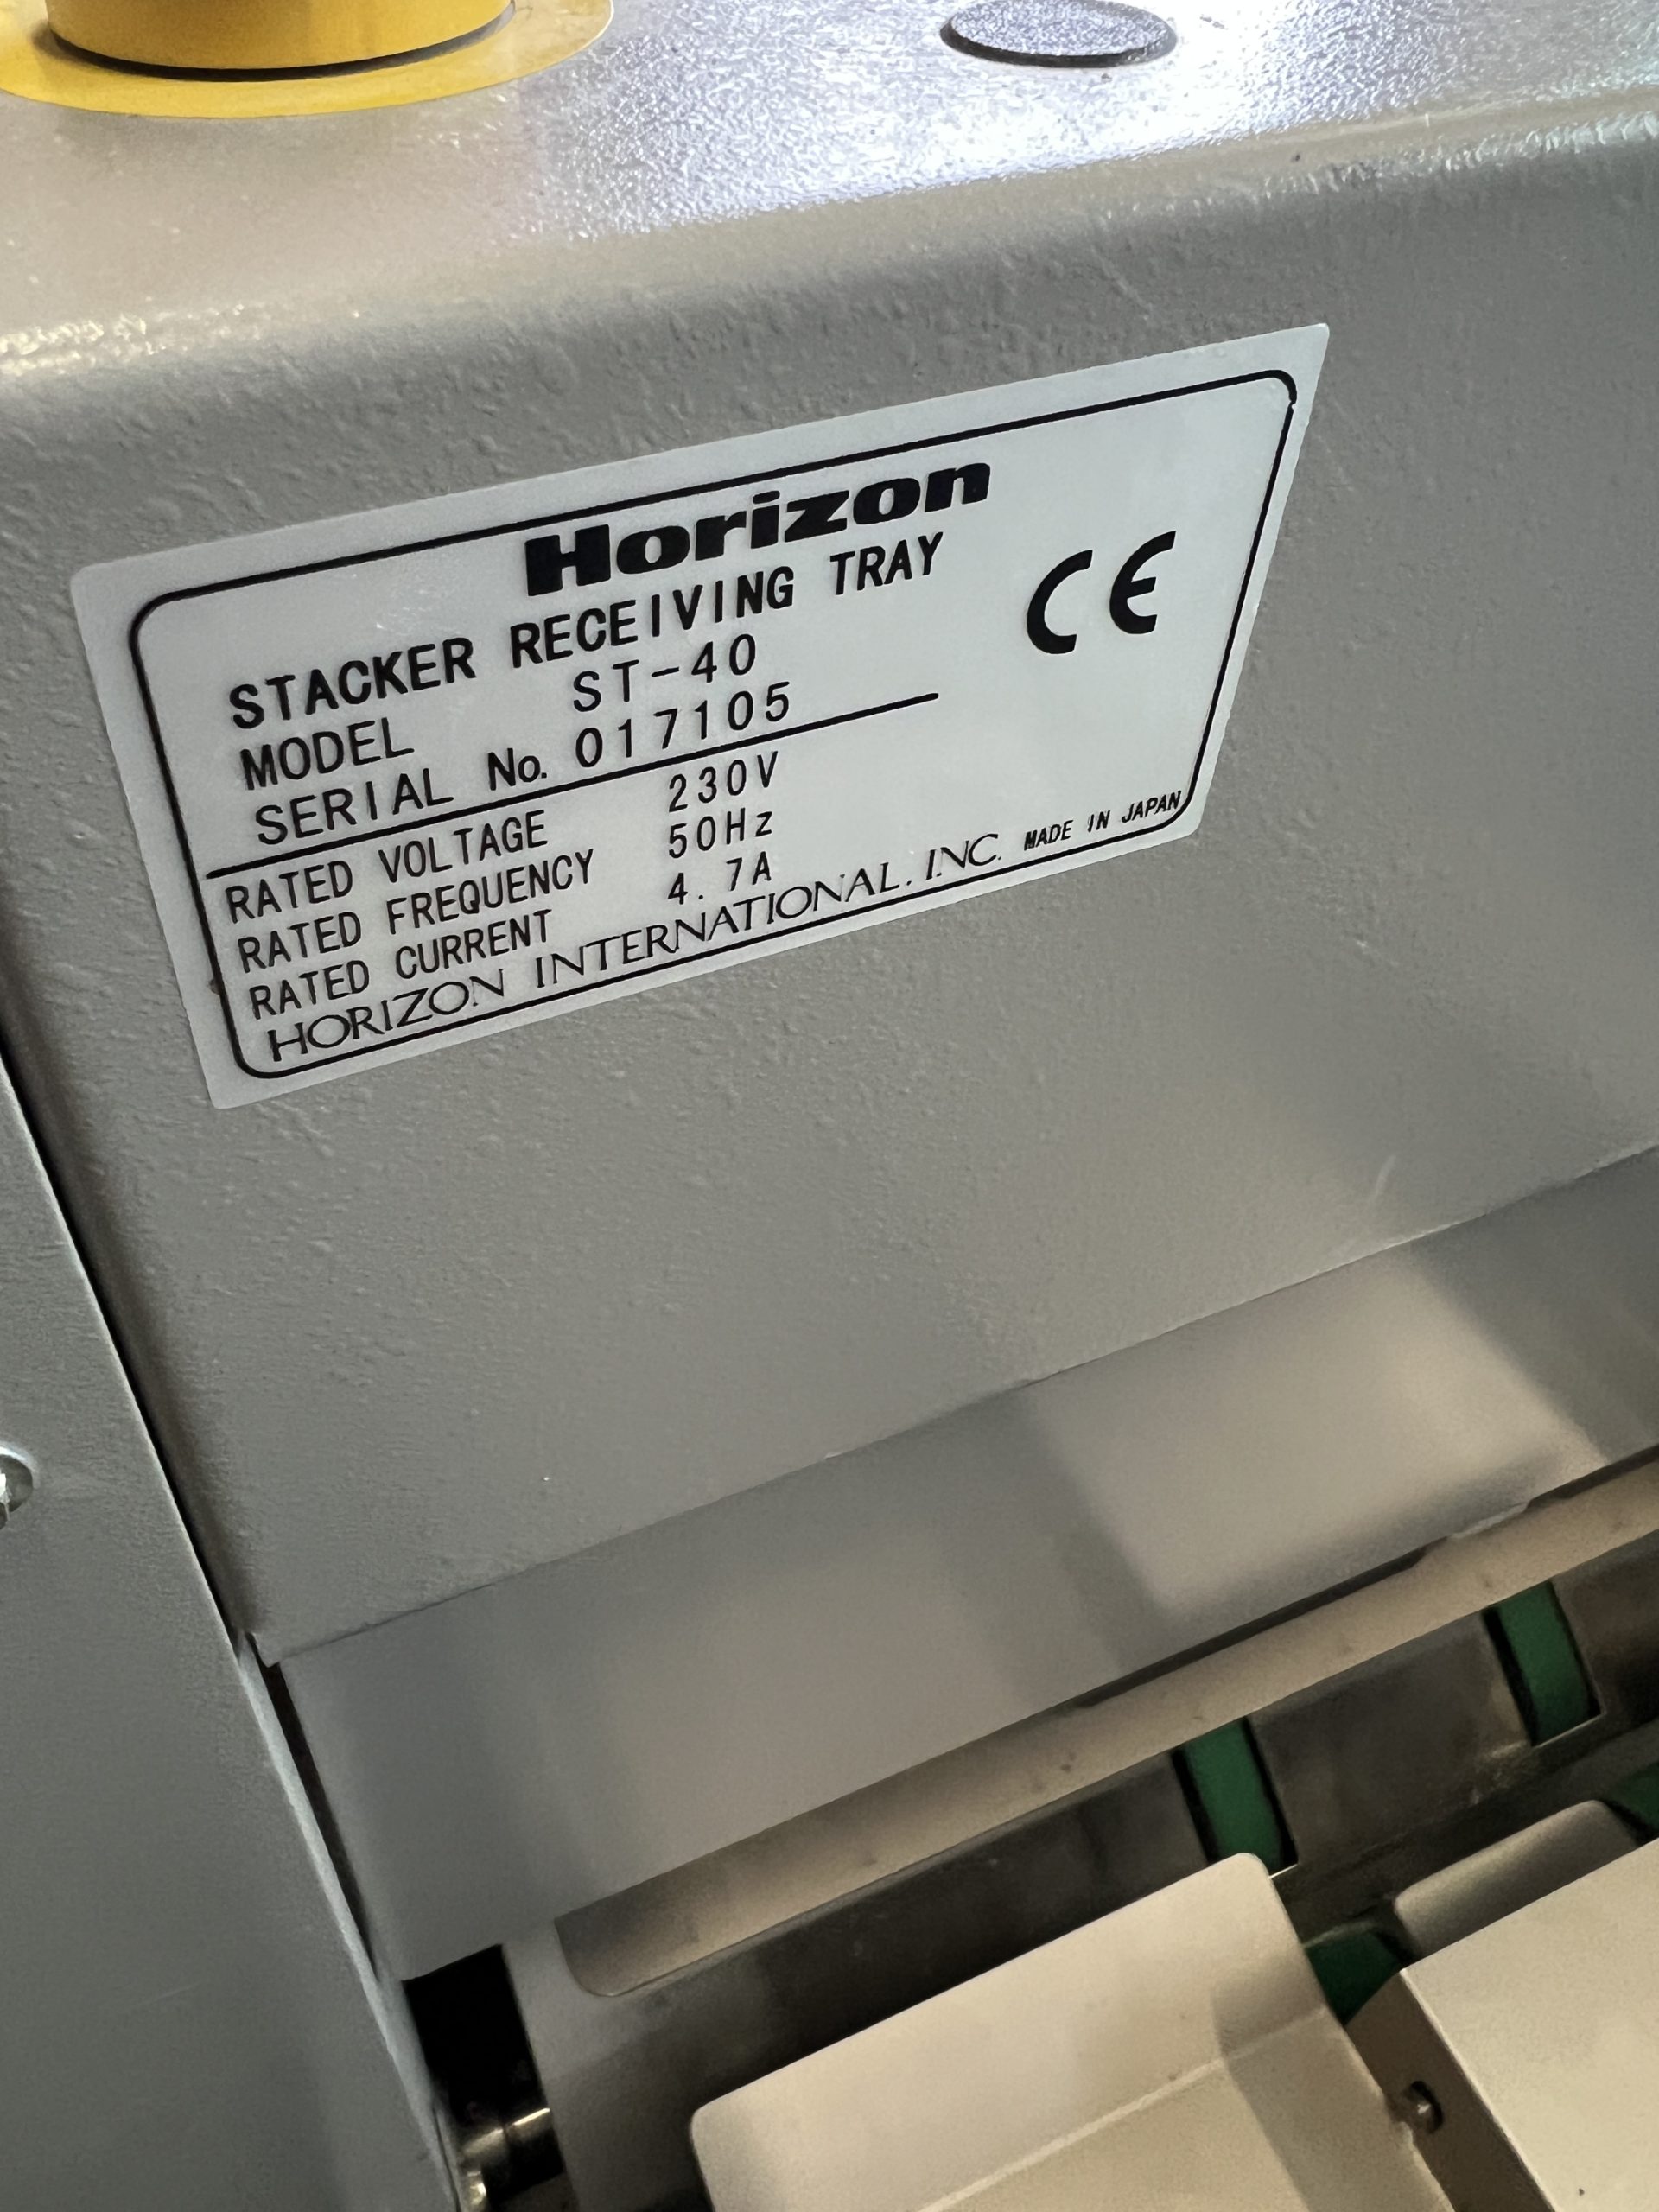 Horizon
STACKER RECEIVING TRAY
CE
MODEL ST-40
SERIAL No. 017105
RATED VOLTAGE 230V
RATED FREQUENCY 50Hz
RATED CURRENT 4.7A
HORIZON INTERNATIONAL. INC. MADE IN JAPAN